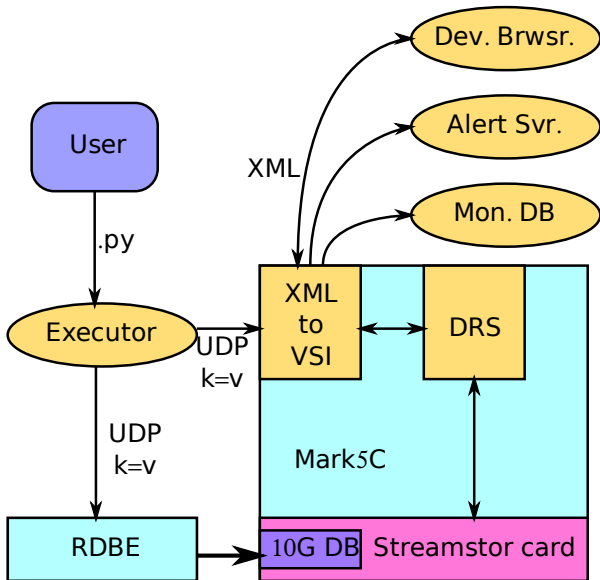 Dev. Brwsr.
Alert Svr.
User
XML
Mon. DB
.py
XML
to
VSI
DRS
Executor
UDP
k=v
UDP
k=v
Mark5C
RDBE
10G DB
Streamstor card